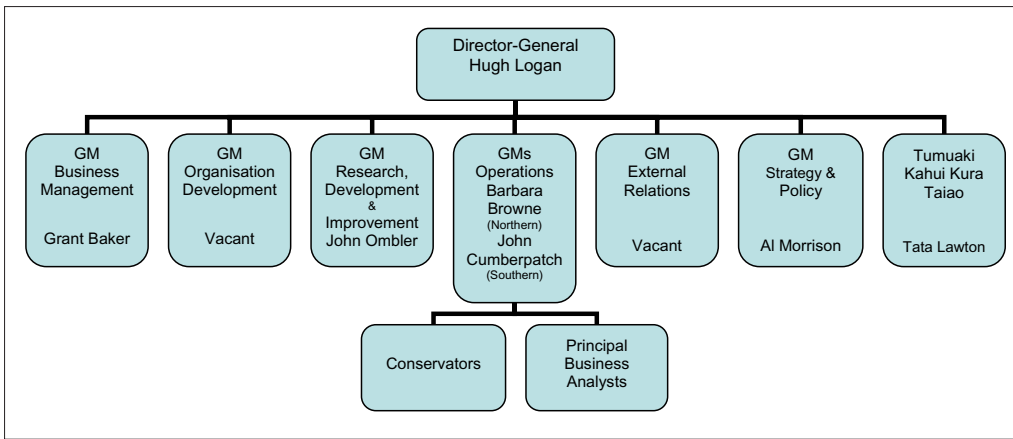 Director-General
Hugh Logan
GM
Business
Management
Grant Baker
GM
Organisation
Development
Vacant
GM
Research,
Development
&
Improvement
John Ombler
GMs
Operations
Barbara
Browne
(Northern)
John
Cumberpatch
(Southern)
GM
External
Relations
Vacant
GM
Strategy &
Policy
Al Morrison
Tumuaki
Kahui Kura
Taiao
Tata Lawton
Conservators
Principal
Business
Analysts